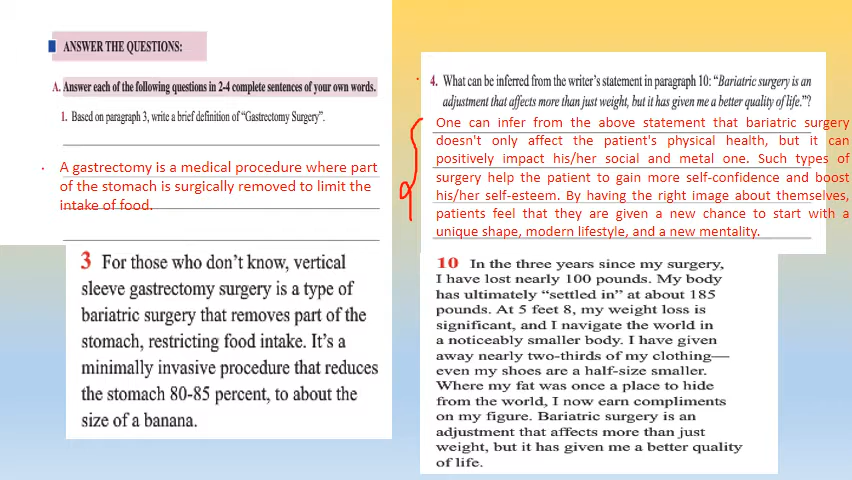 ANSWER THE QUESTIONS:
A. Answer each of the following questions in 2-4 complete sentences of your own words.
1. Based on paragraph 3, write a brief definition of "Gastrectomy Surgery".
• A gastrectomy is a medical procedure where part
of the stomach is surgically removed to limit the
intake of food.
3 For those who don't know, vertical
sleeve gastrectomy surgery is a type of
bariatric surgery that removes part of the
stomach, restricting food intake. It's a
minimally invasive procedure that reduces
the stomach 80-85 percent, to about the
size of a banana.
4. What can be inferred from the writer's statement in paragraph 10: "Bariatric surgery is an
adjustment that affects more than just weight, but it has given me a better quality of life."?
One can infer from the above statement that bariatric surgery
doesn't only affect the patient's physical health, but it can
positively impact his/her social and metal one. Such types of
surgery help the patient to gain more self-confidence and boost
his/her self-esteem. By having the right image about themselves,
patients feel that they are given a new chance to start with a
unique shape, modern lifestyle, and a new mentality.
10 In the three years since my surgery,
I have lost nearly 100 pounds. My body
has ultimately "settled in" at about 185
pounds. At 5 feet 8, my weight loss is
significant, and I navigate the world in
a noticeably smaller body. I have given
away nearly two-thirds of my clothing—
even my shoes are a half-size smaller.
Where my fat was once a place to hide
from the world, I now earn compliments
on my figure. Bariatric surgery is an
adjustment that affects more than just
weight, but it has given me a better quality
of life.